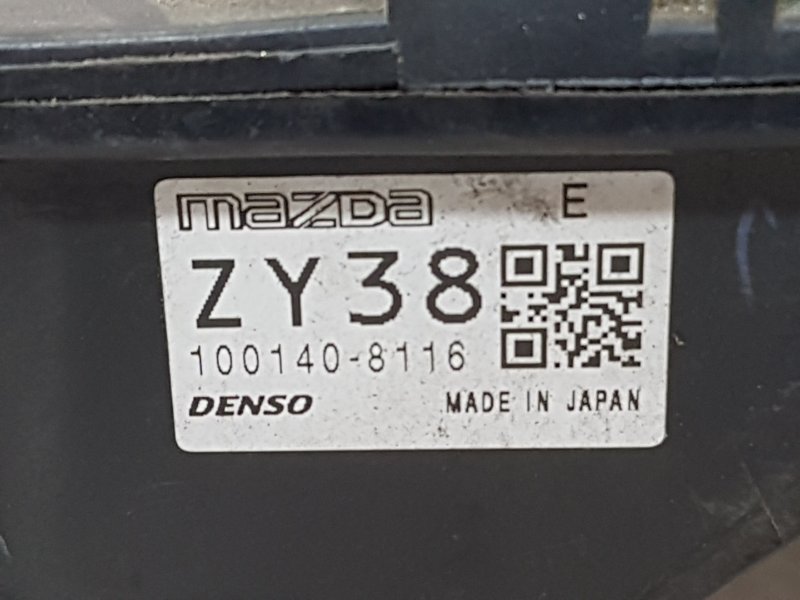 mazda E
ZY38
100140-8116
DENSO MADE IN JAPAN